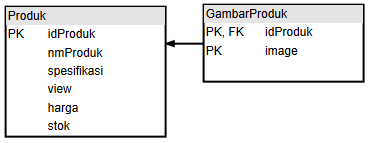 Produk
PK idProduk
nmProduk
spesifikasi
view
harga
stok
GambarProduk
PK, FK idProduk
PK image